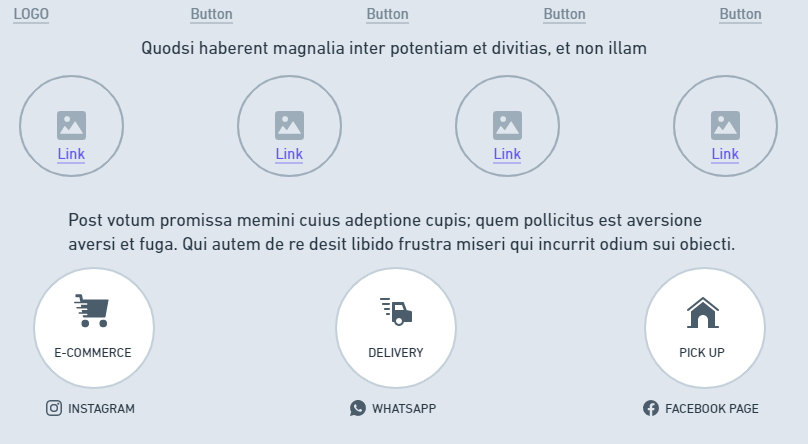 LOGO Button Button Button Button
Quodsi haberent magnalia inter potentiam et divitias, et non illam
Link Link Link Link
Post votum promissa memini cuius adeptione cupis; quem pollicitus est aversione
aversi et fuga. Qui autem de re desit libido frustra miseri qui incurrit odium sui obiecti.
E-COMMERCE DELIVERY PICK UP
INSTAGRAM WHATSAPP FACEBOOK PAGE